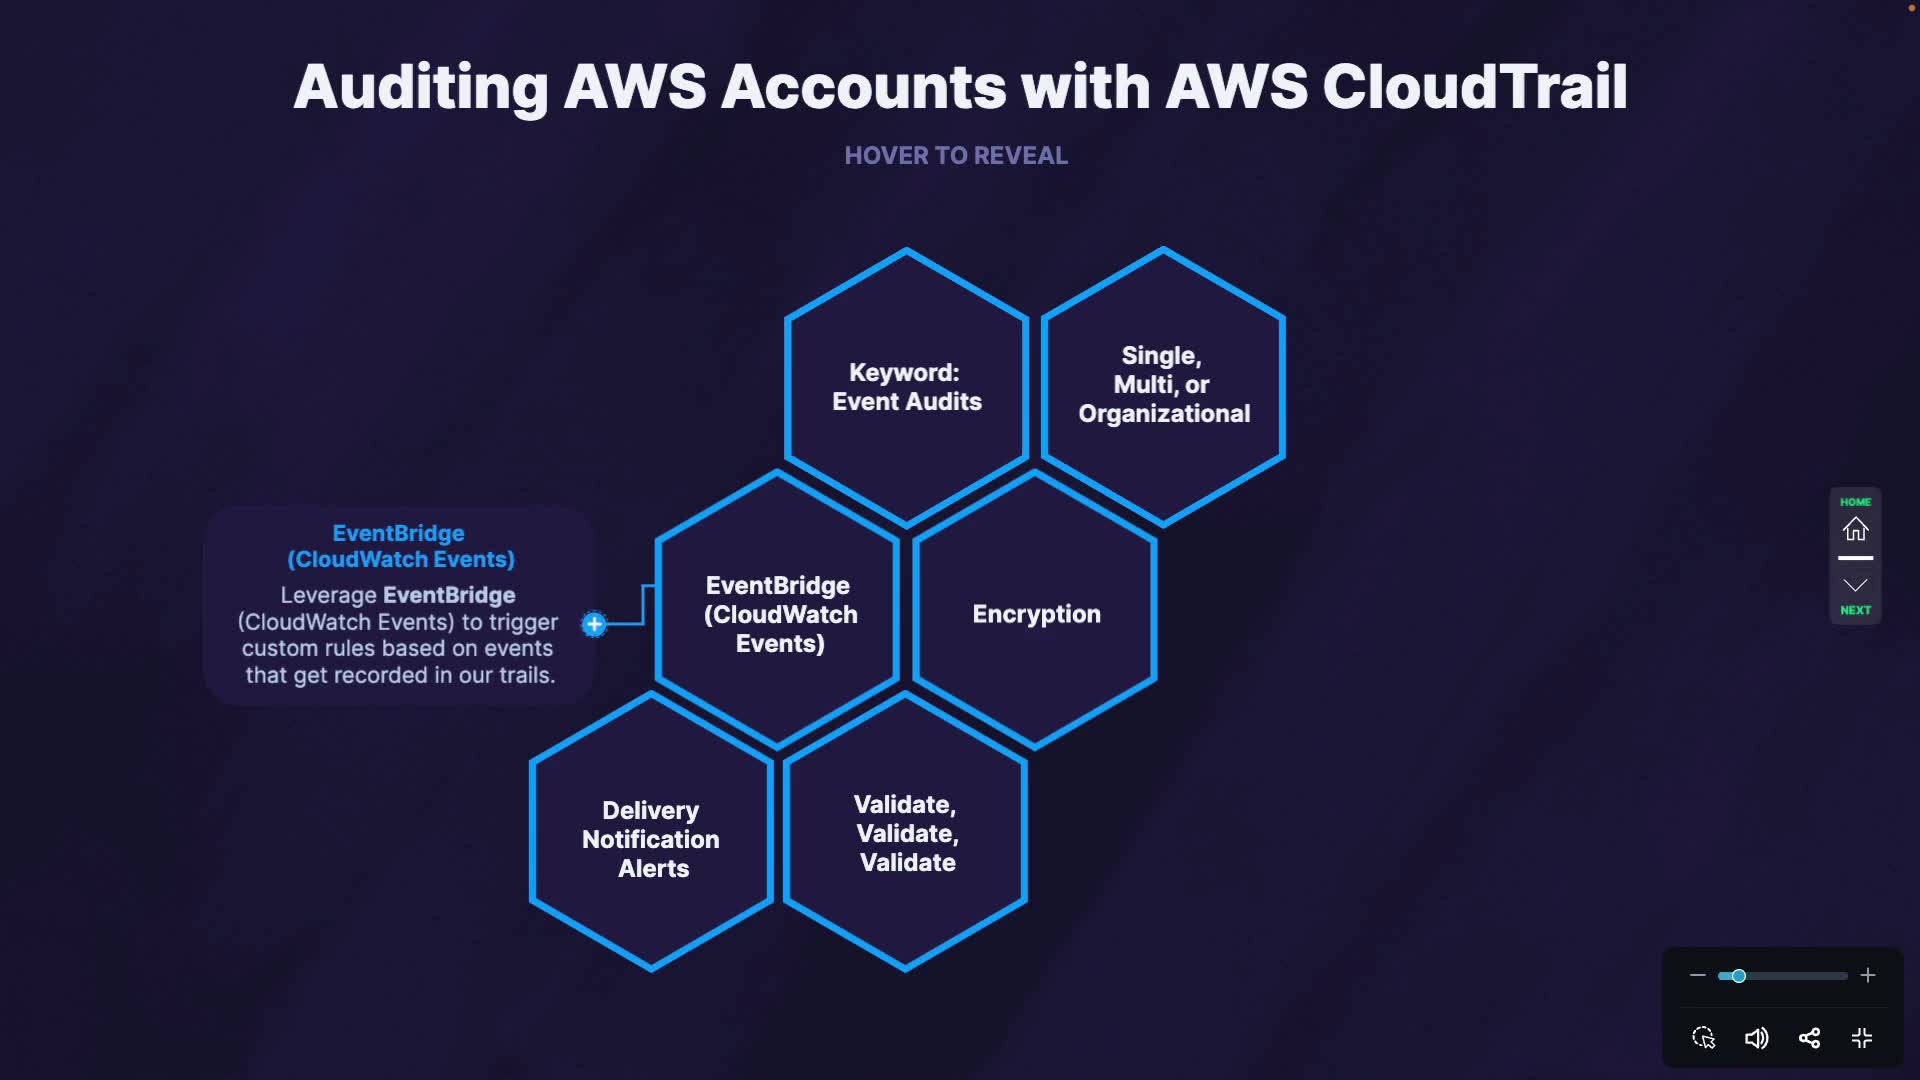 Auditing AWS Accounts with AWS CloudTrail
HOVER TO REVEAL
Keyword:
Event Audits
Single,
Multi, or
Organizational
EventBridge
(CloudWatch Events)
Leverage EventBridge
(CloudWatch Events) to trigger
custom rules based on events
that get recorded in our trails.
EventBridge
(CloudWatch
Events)
Encryption
Delivery
Notification
Alerts
Validate,
Validate,
Validate
HOME
NEXT